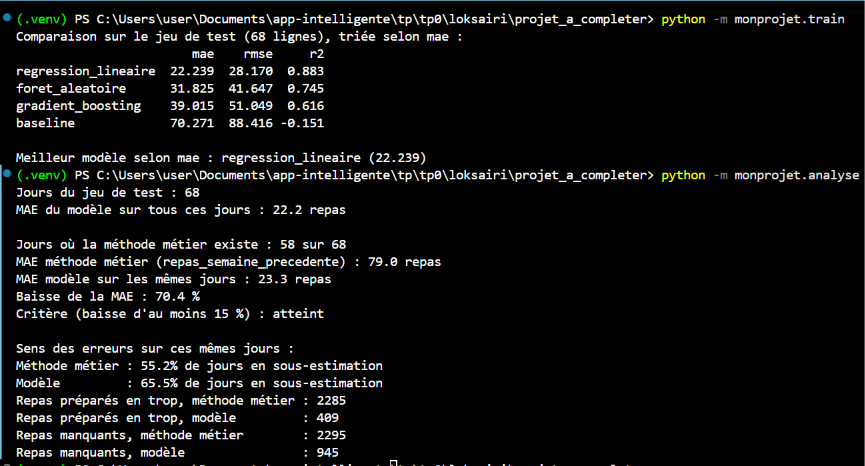 (.venv) PS C:\Users\user\Documents\app-intelligente\tp\tp0\loksairi\projet_a_completer> python -m monprojet.train
Comparaison sur le jeu de test (68 lignes), triée selon mae :
mae rmse r2
regression_lineaire 22.239 28.170 0.883
foret_aleatoire 31.825 41.647 0.745
gradient_boosting 39.015 51.049 0.616
baseline 70.271 88.416 -0.151
Meilleur modèle selon mae : regression_lineaire (22.239)
(.venv) PS C:\Users\user\Documents\app-intelligente\tp\tp0\loksairi\projet_a_completer> python -m monprojet.analyse
Jours du jeu de test : 68
MAE du modèle sur tous ces jours : 22.2 repas
Jours où la méthode métier existe : 58 sur 68
MAE méthode métier (repas_semaine_precedente) : 79.0 repas
MAE modèle sur les mêmes jours : 23.3 repas
Baisse de la MAE : 70.4 %
Critère (baisse d'au moins 15 %) : atteint
Sens des erreurs sur ces mêmes jours :
Méthode métier : 55.2% de jours en sous-estimation
Modèle : 65.5% de jours en sous-estimation
Repas préparés en trop, méthode métier : 2285
Repas préparés en trop, modèle : 409
Repas manquants, méthode métier : 2295
Repas manquants, modèle : 945